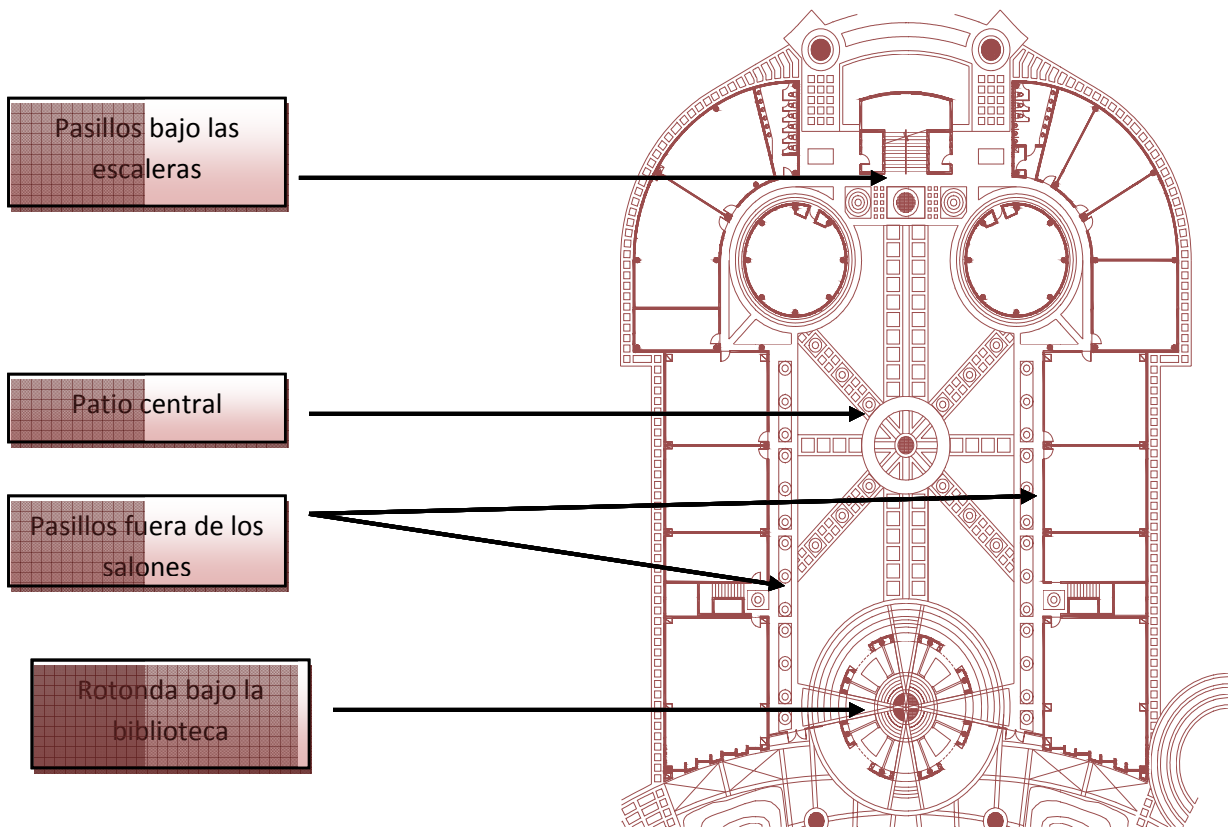 Pasillos bajo las
escaleras
Patio central
Pasillos fuera de los
salones
Rotonda bajo la
biblioteca